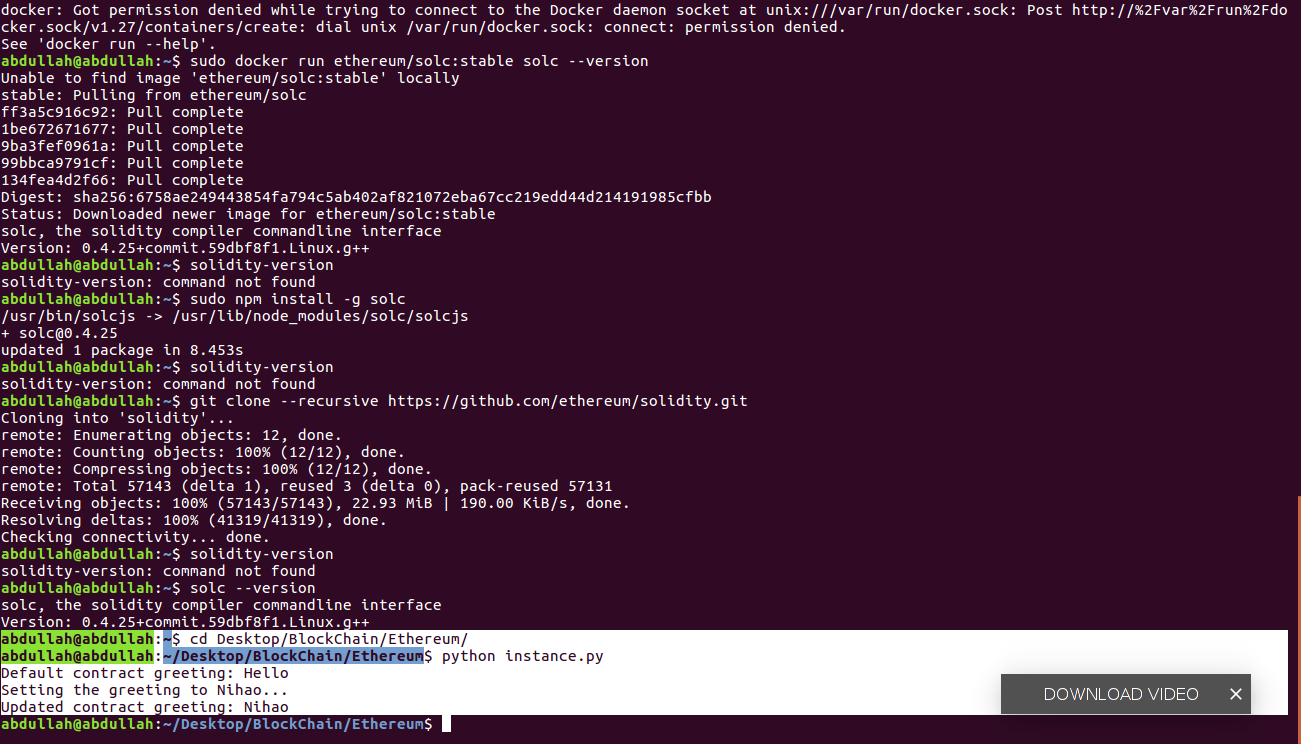 docker: Got permission denied while trying to connect to the Docker daemon socket at unix:///var/run/docker.sock: Post http://%2Fvar%2Frun%2Fdo
cker.sock/v1.27/containers/create: dial unix /var/run/docker.sock: connect: permission denied.
See 'docker run --help'.
abdullah@abdullah:~$ sudo docker run ethereum/solc:stable solc --version
Unable to find image 'ethereum/solc:stable' locally
stable: Pulling from ethereum/solc
ff3a5c916c92: Pull complete
1be672671677: Pull complete
9ba3fef0961a: Pull complete
99bbca9791cf: Pull complete
134fea4d2f66: Pull complete
Digest: sha256:6758ae249443854fa794c5ab402af821072eba67cc219edd44d214191985cfbb
Status: Downloaded newer image for ethereum/solc:stable
solc, the solidity compiler commandline interface
Version: 0.4.25+commit.59dbf8f1.Linux.g++
abdullah@abdullah:~$ solidity-version
solidity-version: command not found
abdullah@abdullah:~$ sudo npm install -g solc
/usr/bin/solcjs -> /usr/lib/node_modules/solc/solcjs
+ solc@0.4.25
updated 1 package in 8.453s
abdullah@abdullah:~$ solidity-version
solidity-version: command not found
abdullah@abdullah:~$ git clone --recursive https://github.com/ethereum/solidity.git
Cloning into 'solidity'...
remote: Enumerating objects: 12, done.
remote: Counting objects: 100% (12/12), done.
remote: Compressing objects: 100% (12/12), done.
remote: Total 57143 (delta 1), reused 3 (delta 0), pack-reused 57131
Receiving objects: 100% (57143/57143), 22.93 MiB | 190.00 KiB/s, done.
Resolving deltas: 100% (41319/41319), done.
Checking connectivity... done.
abdullah@abdullah:~$ solidity-version
solidity-version: command not found
abdullah@abdullah:~$ solc --version
solc, the solidity compiler commandline interface
Version: 0.4.25+commit.59dbf8f1.Linux.g++
abdullah@abdullah:~$ cd Desktop/BlockChain/Ethereum/
abdullah@abdullah:~/Desktop/BlockChain/Ethereum$ python instance.py
Default contract greeting: Hello
Setting the greeting to Nihao...
Updated contract greeting: Nihao
abdullah@abdullah:~/Desktop/BlockChain/Ethereum$
DOWNLOAD VIDEO ×